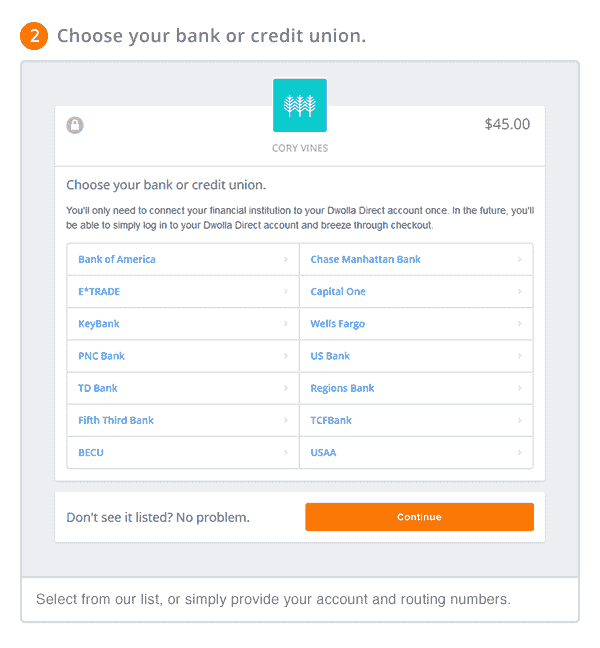 2 Choose your bank or credit union.
$45.00
CORY VINES
Choose your bank or credit union.
You'll only need to connect your financial institution to your Dwolla Direct account once. In the future, you'll
be able to simply log in to your Dwolla Direct account and breeze through checkout.
Bank of America
Chase Manhattan Bank
E*TRADE
Capital One
KeyBank
Wells Fargo
PNC Bank
US Bank
TD Bank
Regions Bank
Fifth Third Bank
TCFBank
BECU
USAA
Don't see it listed? No problem.
Continue
Select from our list, or simply provide your account and routing numbers.